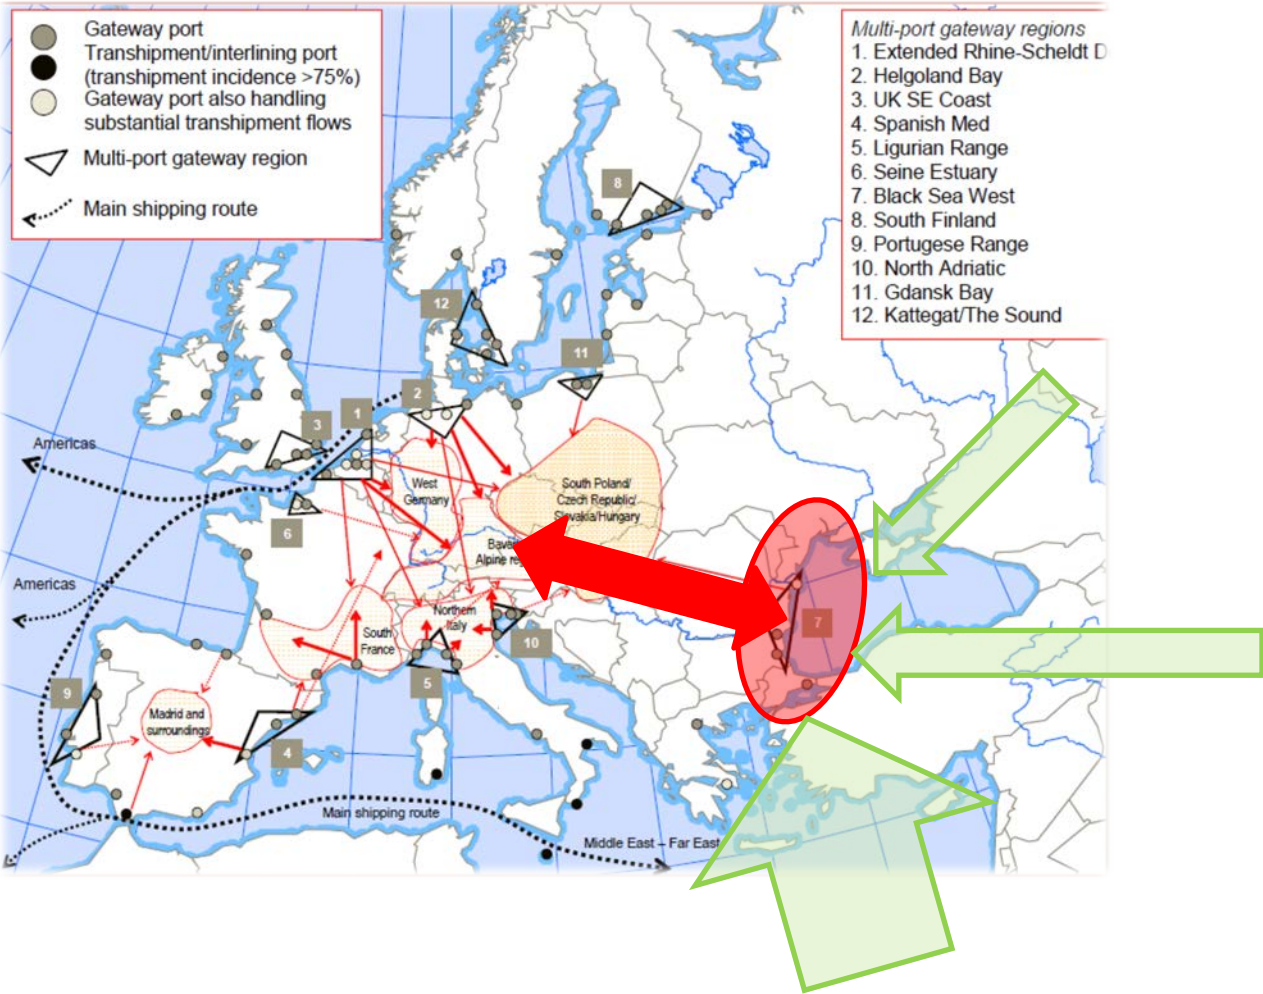 Gateway port
Transhipment/interlining port
(transhipment incidence >75%)
Gateway port also handling
substantial transhipment flows
Multi-port gateway region
Main shipping route
Multi-port gateway regions
1. Extended Rhine-Scheldt D
2. Helgoland Bay
3. UK SE Coast
4. Spanish Med
5. Ligurian Range
6. Seine Estuary
7. Black Sea West
8. South Finland
9. Portugese Range
10. North Adriatic
11. Gdansk Bay
12. Kattegat/The Sound
8
12
11
2
1
3
Americas
West
Germany
South Poland/
Czech Republic/
Slovakia/Hungary
6
Bava
Alpine reg
Americas
Northern
Italy
7
South
France
10
5
9
Madrid and
surroundings
4
Main shipping route
Middle East – Far East